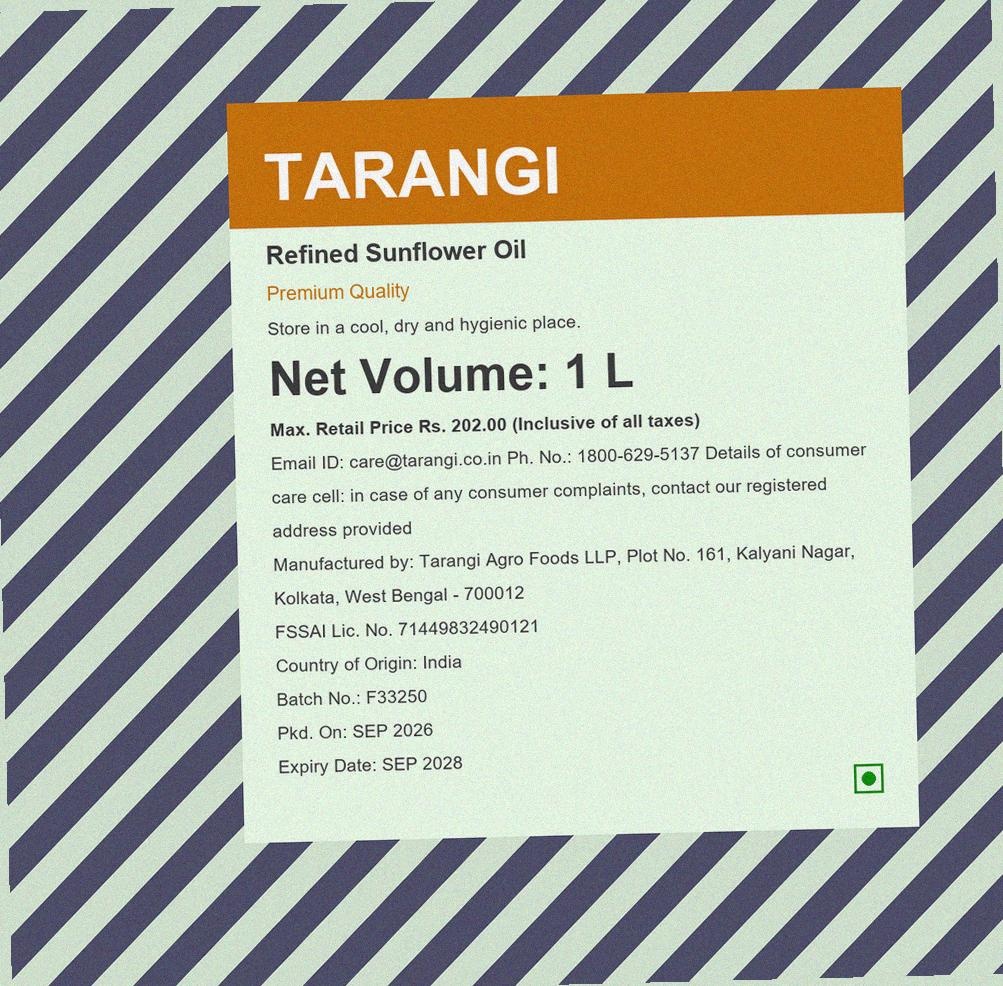 TARANGI
Refined Sunflower Oil
Premium Quality
Store in a cool, dry and hygienic place.
Net Volume: 1 L
Max. Retail Price Rs. 202.00 (Inclusive of all taxes)
Email ID: care@tarangi.co.in Ph. No.: 1800-629-5137 Details of consumer
care cell: in case of any consumer complaints, contact our registered
address provided
Manufactured by: Tarangi Agro Foods LLP, Plot No. 161, Kalyani Nagar,
Kolkata, West Bengal - 700012
FSSAI Lic. No. 71449832490121
Country of Origin: India
Batch No.: F33250
Pkd. On: SEP 2026
Expiry Date: SEP 2028